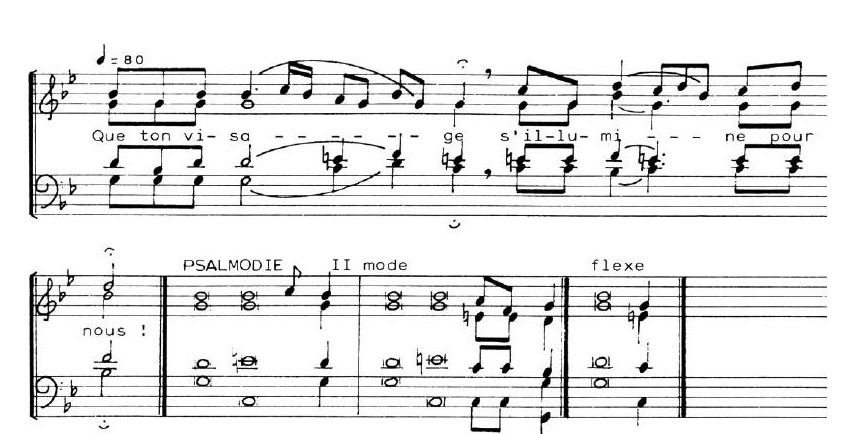 ♩ = 80
Que ton vi- sa - - - - - - - ge s'il-lu- mi - - - ne pour
PSALMODIE II mode flexe
nous !